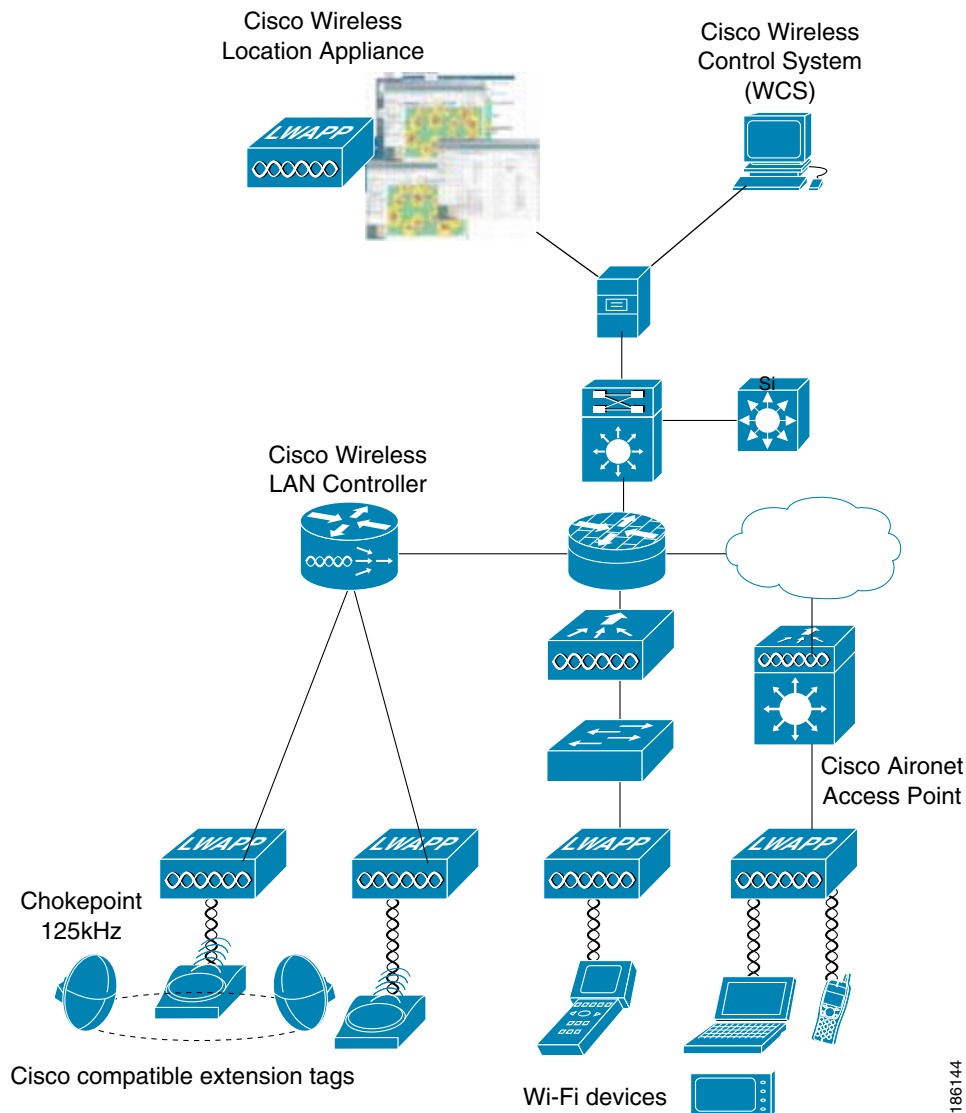 Cisco Wireless
Location Appliance
Cisco Wireless
Control System
(WCS)
LWAPP
Si
Cisco Wireless
LAN Controller
Cisco Aironet
Access Point
LWAPP
LWAPP
LWAPP
LWAPP
Chokepoint
125kHz
Cisco compatible extension tags
Wi-Fi devices
186144